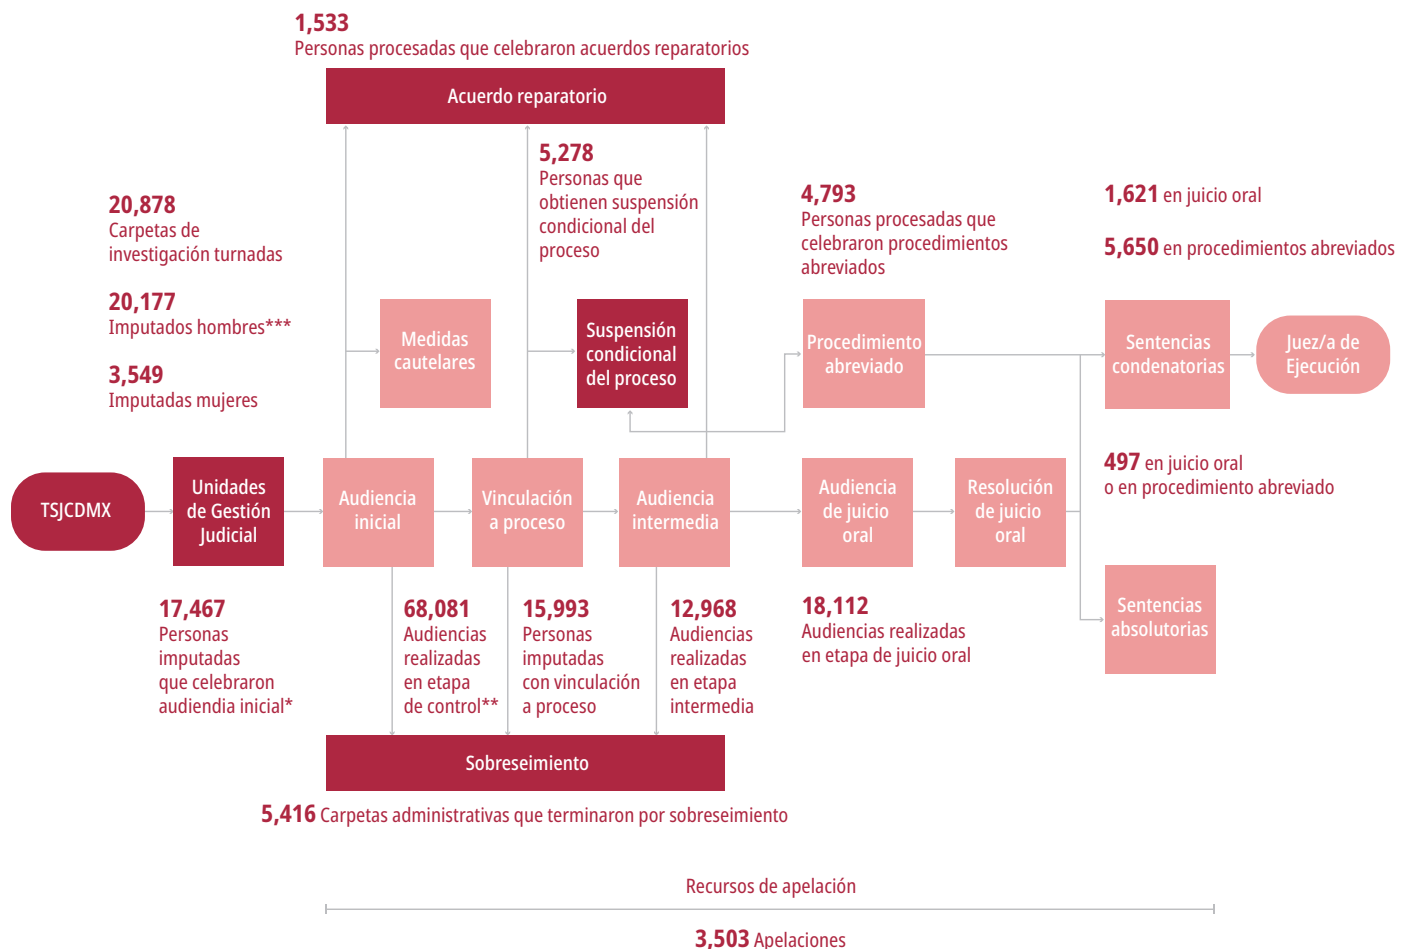 1,533
Personas procesadas que celebraron acuerdos reparatorios
Acuerdo reparatorio
20,878
Carpetas de
investigación turnadas
20,177
Imputados hombres***
3,549
Imputadas mujeres
5,278
Personas que
obtienen suspensión
condicional del
proceso
4,793
Personas procesadas que
celebraron procedimientos
abreviados
1,621 en juicio oral
5,650 en procedimientos abreviados
Medidas
cautelares
Suspensión
condicional
del proceso
Procedimiento
abreviado
Sentencias
condenatorias
Juez/a de
Ejecución
TSJCDMX
Unidades
de Gestión
Judicial
Audiencia
inicial
Vinculación
a proceso
Audiencia
intermedia
Audiencia
de juicio
oral
Resolución
de juicio
oral
497 en juicio oral
o en procedimiento abreviado
Sentencias
absolutorias
17,467
Personas
imputadas
que celebraron
audiendia inicial*
68,081
Audiencias
realizadas
en etapa
de control**
15,993
Personas
imputadas
con vinculación
a proceso
12,968
Audiencias
realizadas
en etapa
intermedia
18,112
Audiencias realizadas
en etapa de juicio oral
Sobreseimiento
5,416 Carpetas administrativas que terminaron por sobreseimiento
Recursos de apelación
3,503 Apelaciones